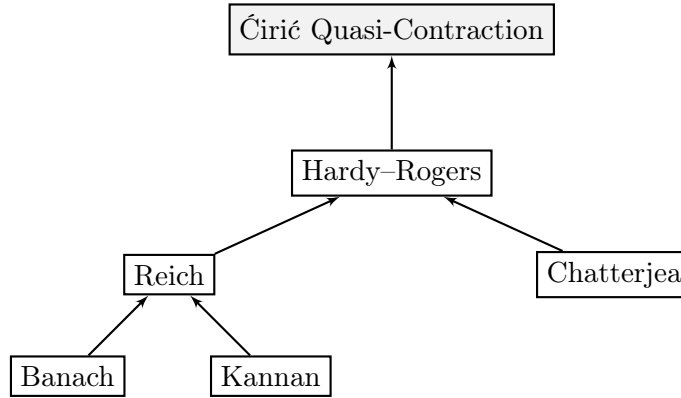 Ćirić Quasi-Contraction
Hardy–Rogers
Reich
Chatterjea
Banach
Kannan